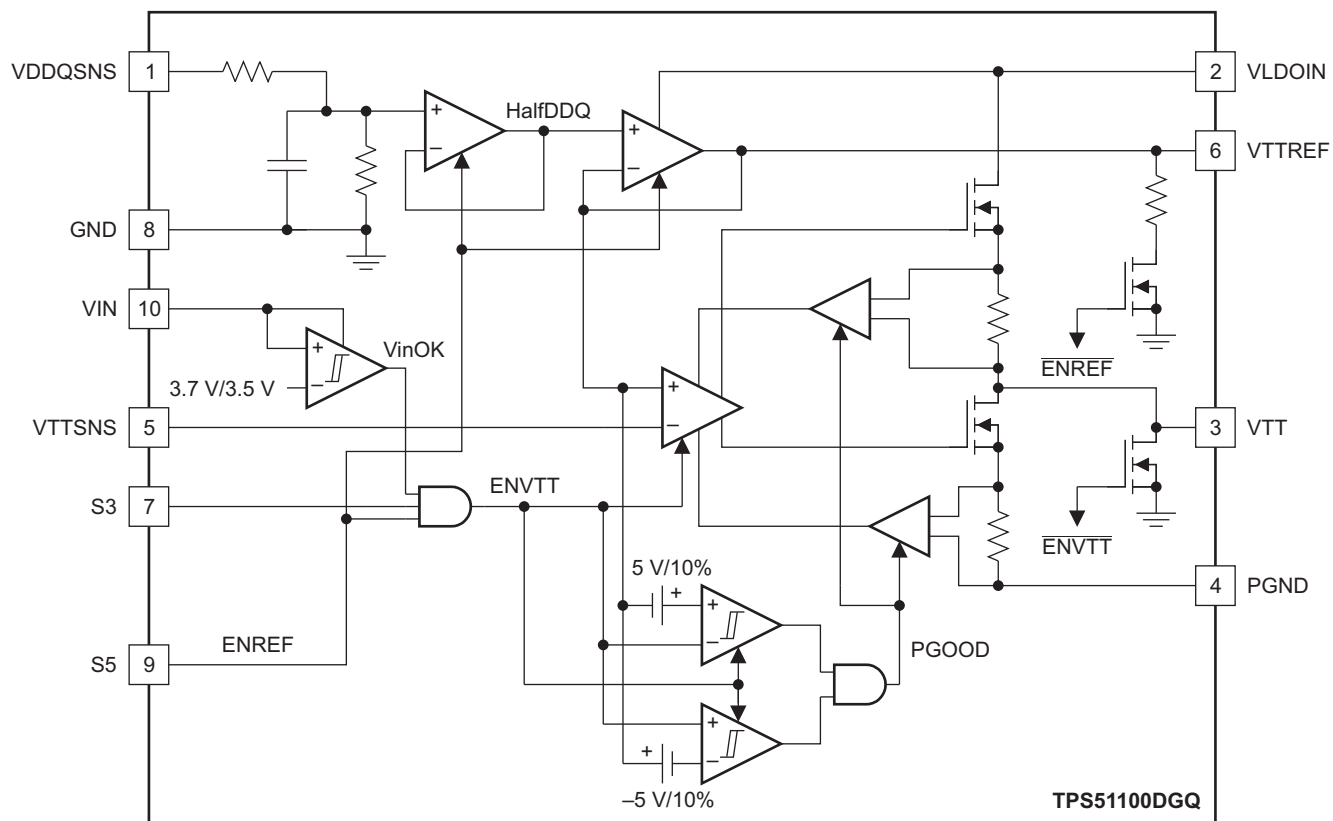 VDDQSNS 1
2 VLDOIN
HalfDDQ
+
−
+
−
6 VTTREF
GND 8
VIN 10
+
−
VinOK
3.7 V/3.5 V
ENREF
+
−
VTTSNS 5
3 VTT
S3 7
ENVTT
ENVTT
5 V/10%
+
+
−
4 PGND
S5 9
ENREF
PGOOD
+
−
+
–5 V/10%
TPS51100DGQ